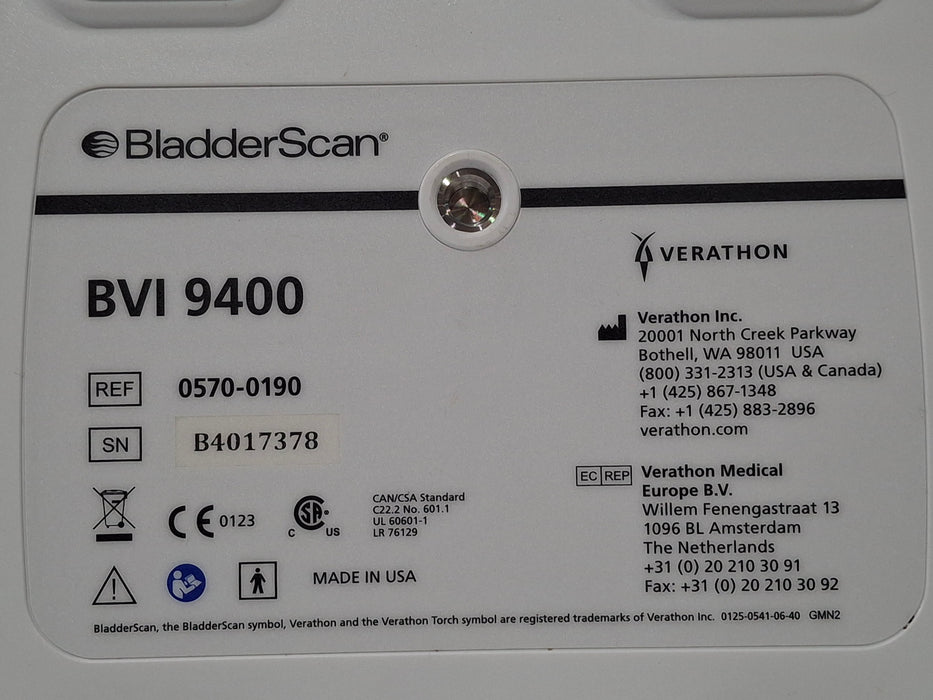 BladderScan®
BVI 9400
REF 0570-0190
SN B4017378
CE 0123
CSA® C US
CAN/CSA Standard
C22.2 No. 601.1
UL 60601-1
LR 76129
MADE IN USA
VERATHON
Verathon Inc.
20001 North Creek Parkway
Bothell, WA 98011 USA
(800) 331-2313 (USA & Canada)
+1 (425) 867-1348
Fax: +1 (425) 883-2896
verathon.com
EC REP Verathon Medical
Europe B.V.
Willem Fenengastraat 13
1096 BL Amsterdam
The Netherlands
+31 (0) 20 210 30 91
Fax: +31 (0) 20 210 30 92
BladderScan, the BladderScan symbol, Verathon and the Verathon Torch symbol are registered trademarks of Verathon Inc. 0125-0541-06-40 GMN2